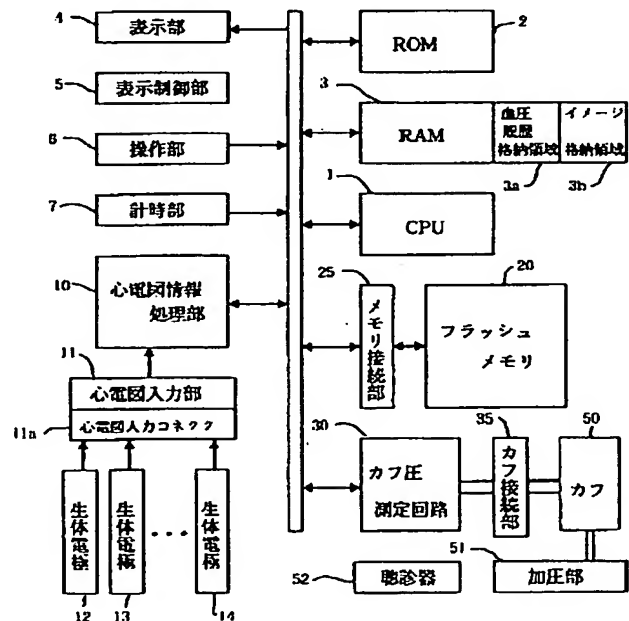 4
表示部
5
表示制御部
6
操作部
7
計時部
10
心電図情報
処理部
11
心電図入力部
11a
心電図入力コネクタ
生体電極
生体電極
・・・
生体電極
12
13
14
2
ROM
3
RAM
血圧
履歴
格納領域
イメージ
格納領域
3a
3b
1
CPU
25
メモリ接続部
20
フラッシュ
メモリ
30
カフ圧
測定回路
35
カフ接続部
50
カフ
51
加圧部
52
聴診器